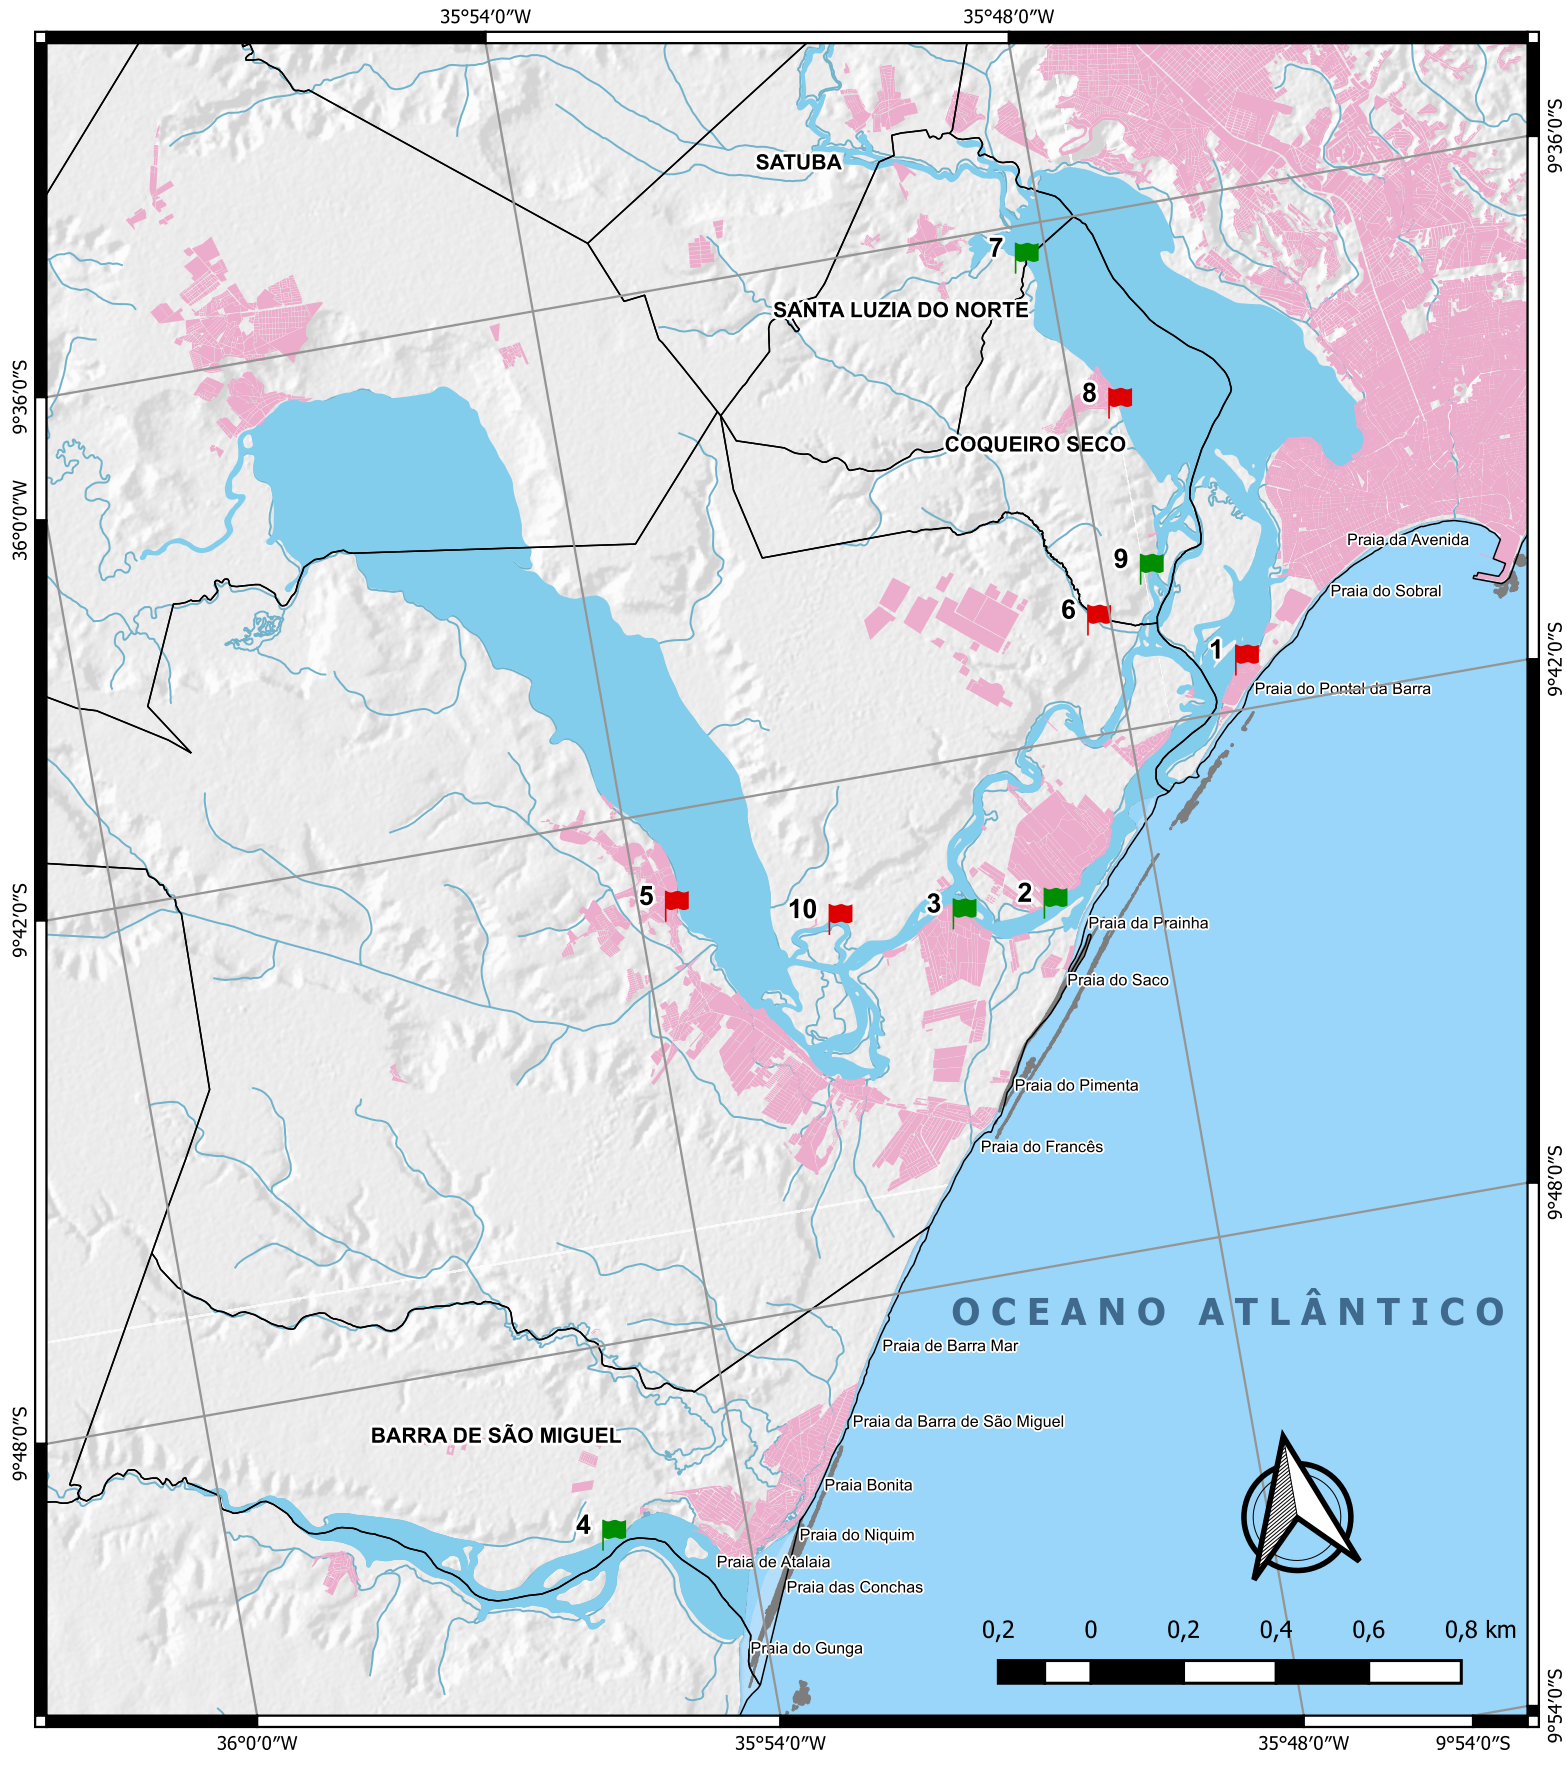 35°54′0″W
35°48′0″W
9°36′0″S
SATUBA
7
SANTA LUZIA DO NORTE
9°36′0″S
8
COQUEIRO SECO
36°0′0″W
Praia da Avenida
9
Praia do Sobral
6
1
9°42′0″S
Praia do Pontal da Barra
5
10
3
2
9°42′0″S
Praia da Prainha
Praia do Saco
Praia do Pimenta
Praia do Francês
9°48′0″S
OCEANO ATLÂNTICO
Praia de Barra Mar
Praia da Barra de São Miguel
BARRA DE SÃO MIGUEL
9°48′0″S
Praia Bonita
4
Praia do Niquim
Praia de Atalaia
Praia das Conchas
0,2 0 0,2 0,4 0,6 0,8 km
Praia do Gunga
9°54′0″S
36°0′0″W
35°54′0″W
35°48′0″W
9°54′0″S